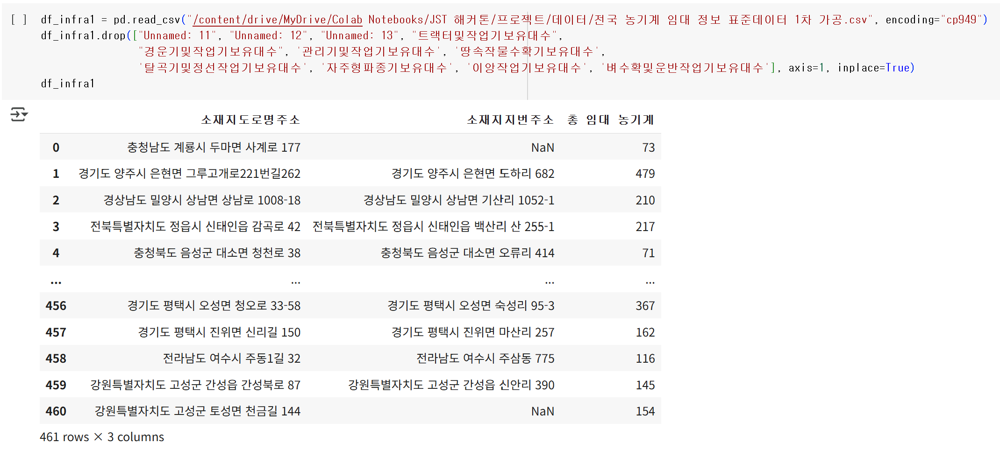 [ ] df_infra1 = pd.read_csv("/content/drive/MyDrive/Colab Notebooks/JST 해커톤/프로젝트/데이터/전국 농기계 임대 정보 표준데이터 1차 가공.csv", encoding="cp949")
df_infra1.drop(["Unnamed: 11", "Unnamed: 12", "Unnamed: 13", "트랙터및작업기보유대수",
"경운기및작업기보유대수", '관리기및작업기보유대수', '땅속작물수확기보유대수',
'탈곡기및정선작업기보유대수', '자주형파종기보유대수', '이앙작업기보유대수', '벼수확및운반작업기보유대수'], axis=1, inplace=True)
df_infra1
소재지도로명주소 소재지지번주소 총 임대 농기계
0 충청남도 계룡시 두마면 사계로 177 NaN 73
1 경기도 양주시 은현면 그루고개로221번길262 경기도 양주시 은현면 도하리 682 479
2 경상남도 밀양시 상남면 상남로 1008-18 경상남도 밀양시 상남면 기산리 1052-1 210
3 전북특별자치도 정읍시 신태인읍 감곡로 42 전북특별자치도 정읍시 신태인읍 백산리 산 255-1 217
4 충청북도 음성군 대소면 청천로 38 충청북도 음성군 대소면 오류리 414 71
... ... ... ...
456 경기도 평택시 오성면 청오로 33-58 경기도 평택시 오성면 숙성리 95-3 367
457 경기도 평택시 진위면 신리길 150 경기도 평택시 진위면 마산리 257 162
458 전라남도 여수시 주동1길 32 전라남도 여수시 주삼동 775 116
459 강원특별자치도 고성군 간성읍 간성북로 87 강원특별자치도 고성군 간성읍 신안리 390 145
460 강원특별자치도 고성군 토성면 천금길 144 NaN 154
461 rows × 3 columns